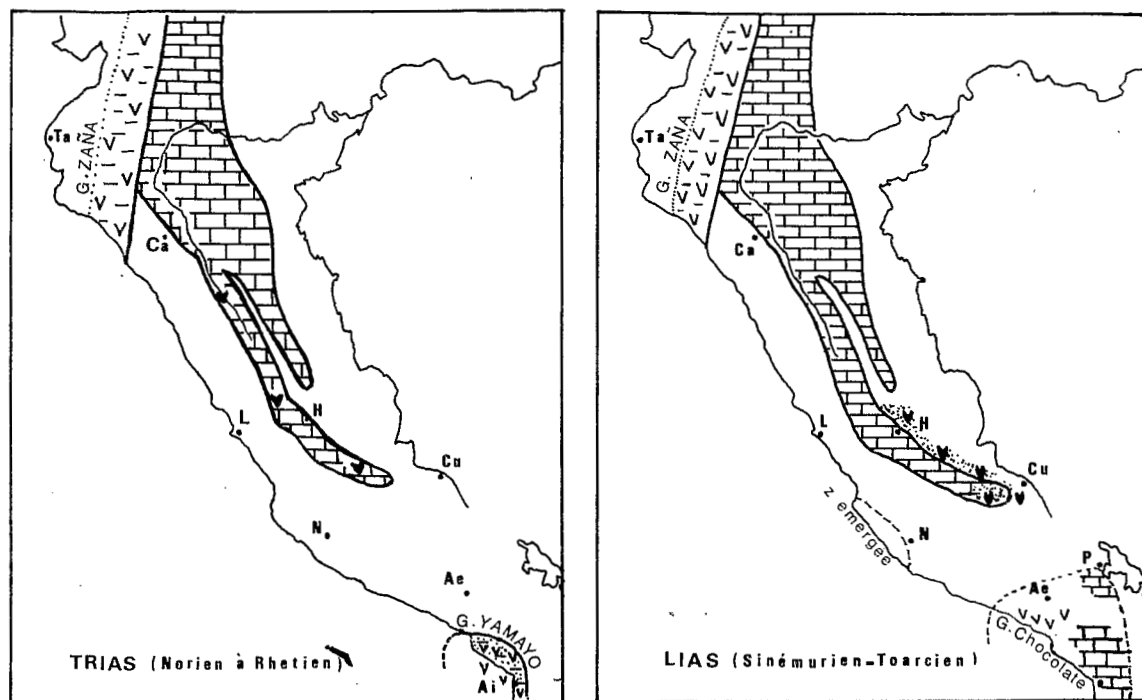 Ta
G. ZAÑA
Ca
L
H
Cu
N
Ae
G. YAMAYO
TRIAS (Norien à Rhetien)
Ai
Ta
G. ZAÑA
Ca
L
H
Cu
z emergée
N
P
Ae
G. Chocolate
LIAS (Sinémurien-Toarcien)